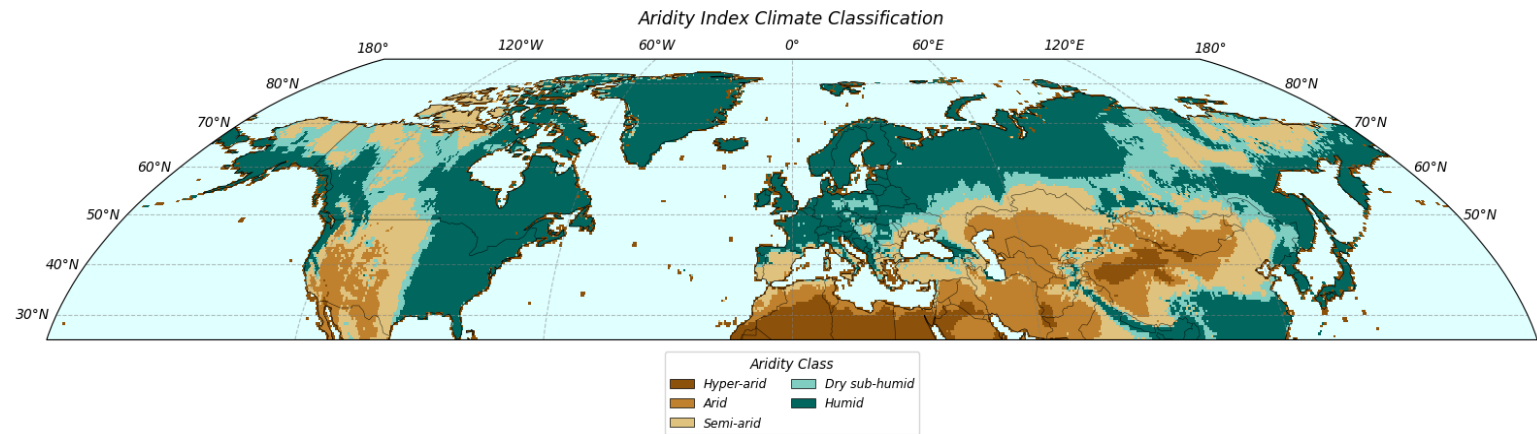 Aridity Index Climate Classification
180° 120°W 60°W 0° 60°E 120°E 180°
80°N 80°N
70°N 70°N
60°N 60°N
50°N 50°N
40°N
30°N
Aridity Class
Hyper-arid Dry sub-humid
Arid Humid
Semi-arid